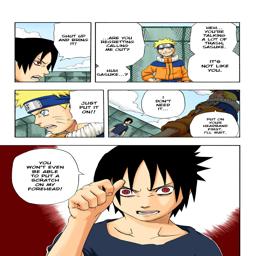 SHUT UP
AND
BRING IT!
...ARE YOU
REGRETTING
CALLING
ME OUT?
HUH
SASUKE...?
HEH...
YOU'RE
TALKING
A LOT
OF
TRASH,
SASUKE.
IT'S
NOT LIKE
YOU.
JUST
PUT IT
ON!!
I
DON'T
NEED
IT...
PUT ON
YOUR
HEADBAND
FIRST,
I'LL WAIT.
YOU
WON'T EVEN
BE ABLE
TO PUT A
SCRATCH
ON MY
FOREHEAD!